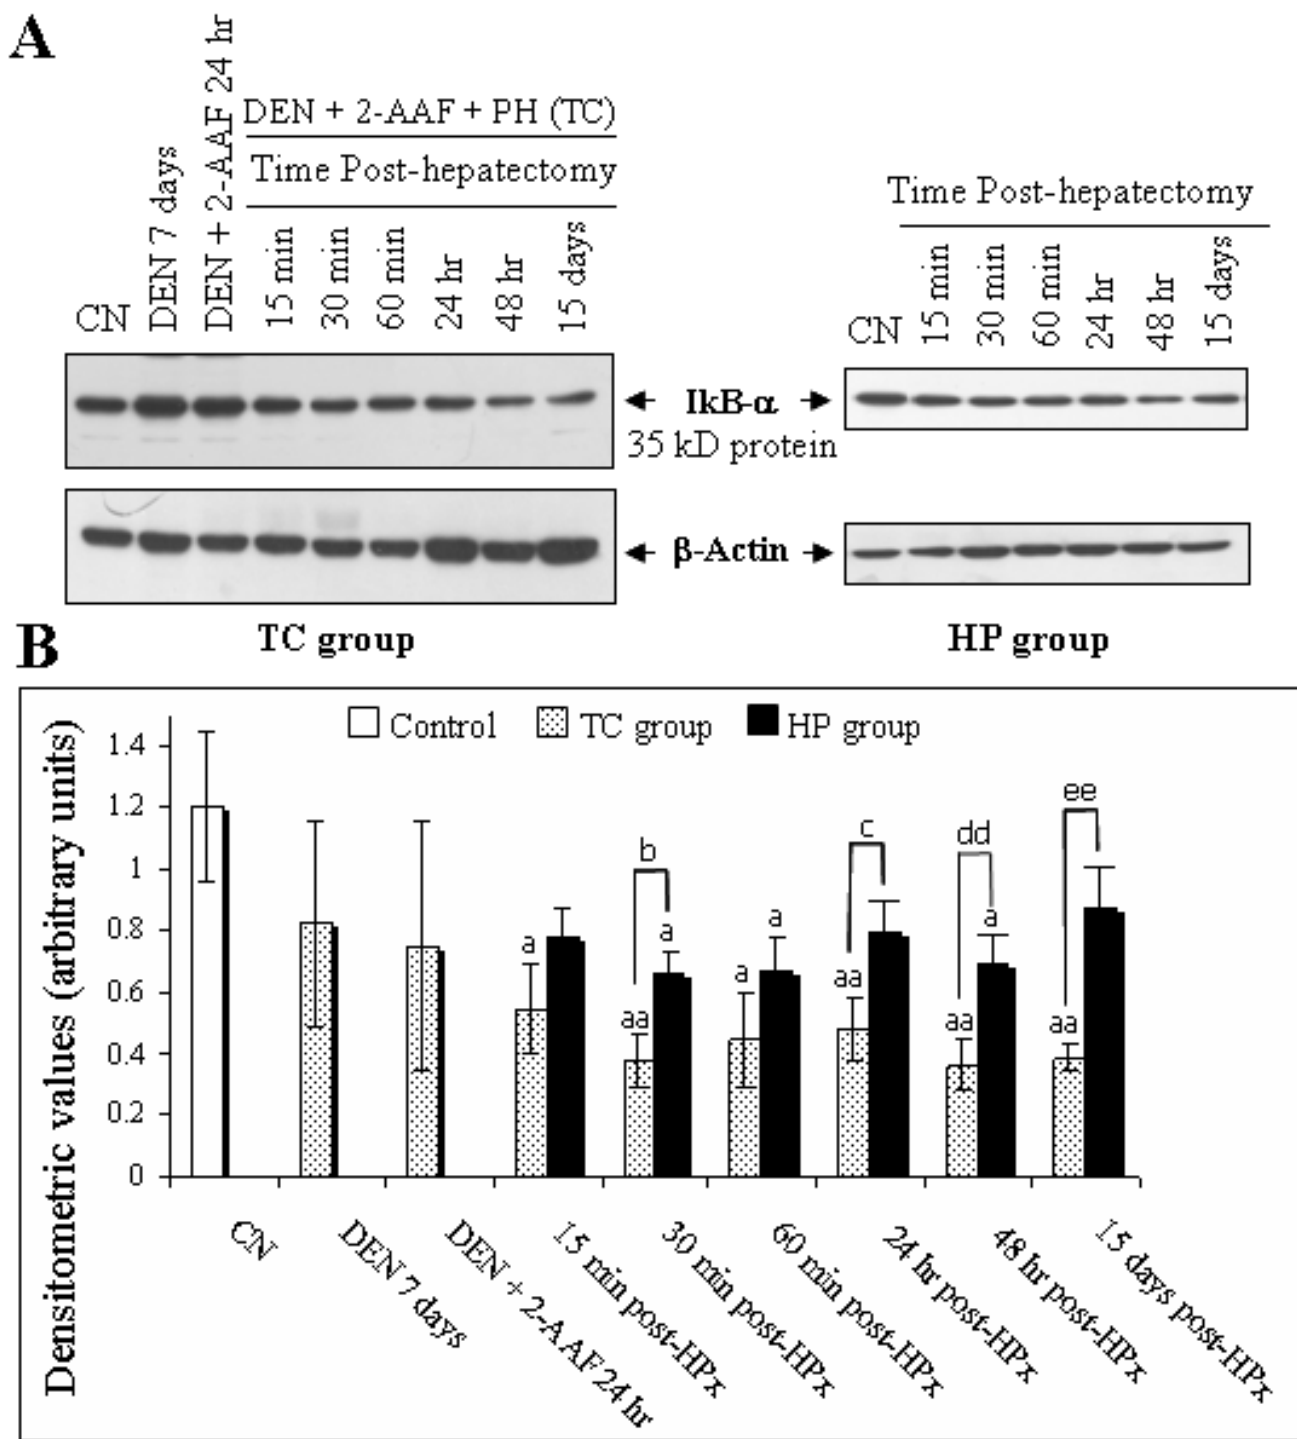 A
DEN + 2-AAF + PH (TC)
Time Post-hepatectomy
CN
DEN 7 days
DEN + 2-AAF 24 hr
15 min
30 min
60 min
24 hr
48 hr
15 days
Time Post-hepatectomy
CN
15 min
30 min
60 min
24 hr
48 hr
15 days
IkB-α
35 kD protein
β-Actin
TC group
HP group
B
Densitometric values (arbitrary units)
Control
TC group
HP group
1.4
1.2
1
0.8
0.6
0.4
0.2
0
a
aa
b
a
a
a
aa
c
aa
dd
a
aa
ee
CN
DEN 7 days
DEN + 2-AAF 24 hr
15 min post-HPx
30 min post-HPx
60 min post-HPx
24 hr post-HPx
48 hr post-HPx
15 days post-HPx